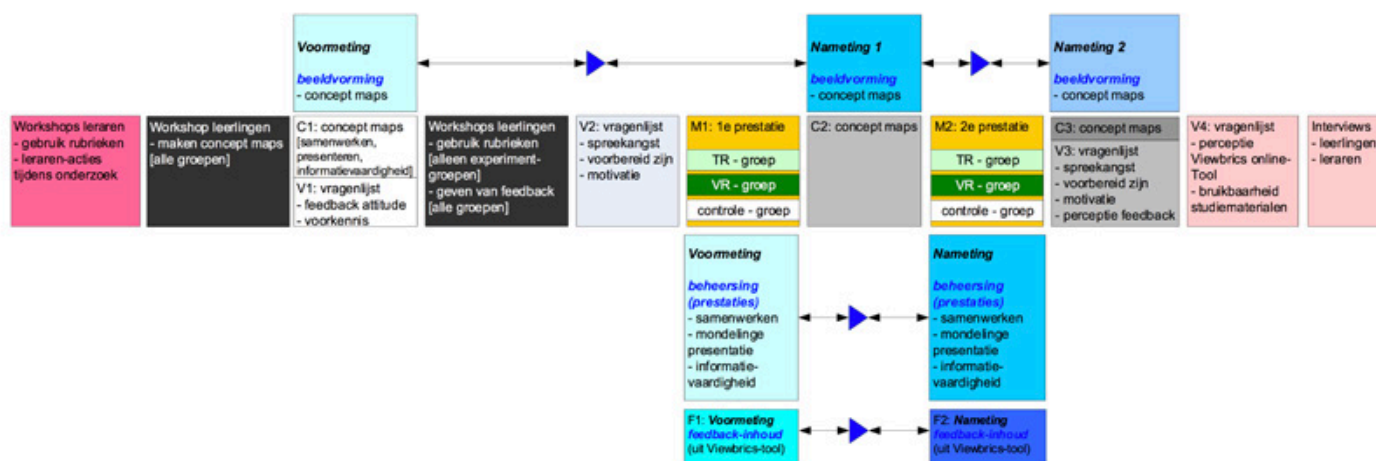 Voormeting
beeldvorming
- concept maps
Nameting 1
beeldvorming
- concept maps
Nameting 2
beeldvorming
- concept maps
Workshops leraren
- gebruik rubrieken
- leraren-acties
tijdens onderzoek
Workshop leerlingen
- maken concept maps
[alle groepen]
C1: concept maps
[samenwerken,
presenteren,
informatievaardigheid]
V1: vragenlijst
- feedback attitude
- voorkennis
Workshops leerlingen
- gebruik rubrieken
[alleen experiment-
groepen]
- geven van feedback
[alle groepen]
V2: vragenlijst
- spreekangst
- voorbereid zijn
- motivatie
M1: 1e prestatie
TR - groep
VR - groep
controle - groep
C2: concept maps
M2: 2e prestatie
TR - groep
VR - groep
controle - groep
C3: concept maps
V3: vragenlijst
- spreekangst
- voorbereid zijn
- motivatie
- perceptie feedback
V4: vragenlijst
- perceptie
Viewbrics online-
Tool
- bruikbaarheid
studiematerialen
Interviews
- leerlingen
- leraren
Voormeting
beheersing
(prestaties)
- samenwerken
- mondelinge
presentatie
- informatie-
vaardigheid
Nameting
beheersing
(prestaties)
- samenwerken
- mondelinge
presentatie
- informatie-
vaardigheid
F1: Voormeting
feedback-inhoud
(uit Viewbrics-tool)
F2: Nameting
feedback-inhoud
(uit Viewbrics-tool)